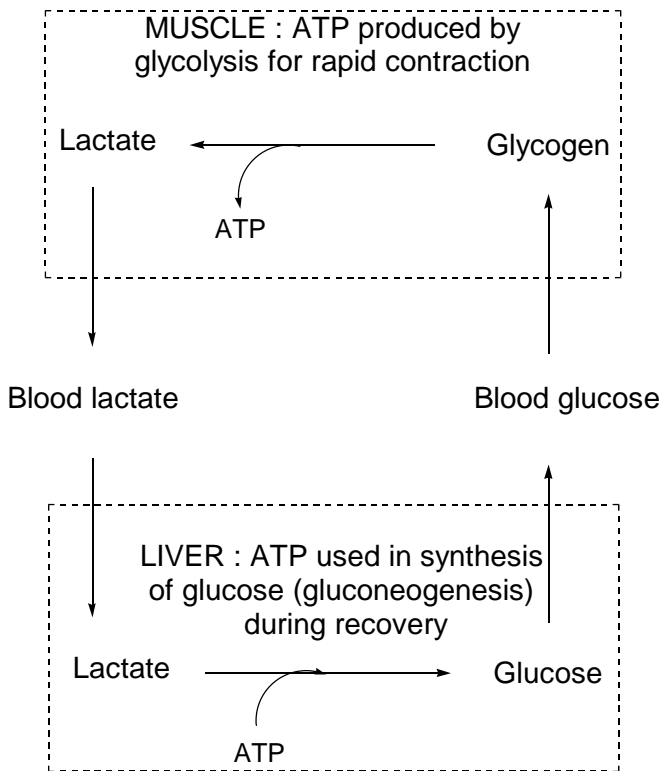 MUSCLE : ATP produced by
glycolysis for rapid contraction
Lactate
Glycogen
ATP
Blood lactate
Blood glucose
LIVER : ATP used in synthesis
of glucose (gluconeogenesis)
during recovery
Lactate
Glucose
ATP